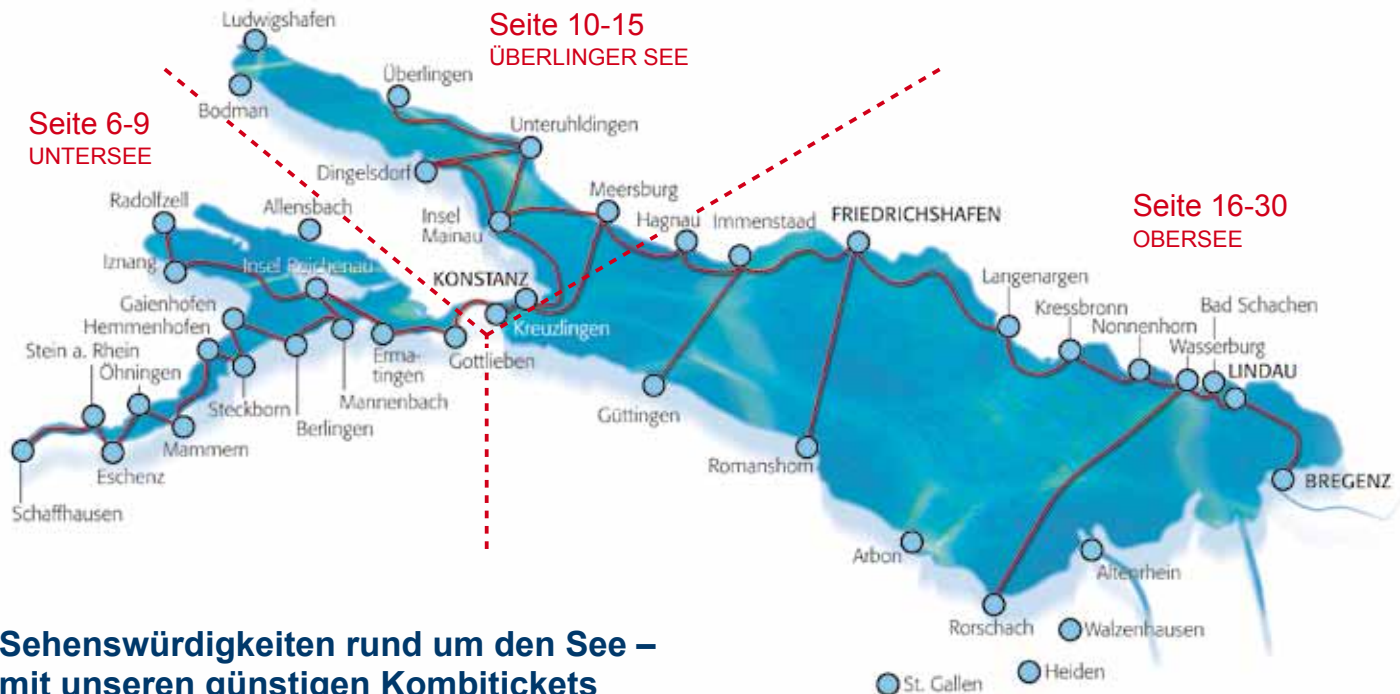 Ludwigshafen
Seite 10-15
ÜBERLINGER SEE
Überlingen
Bodman
Seite 6-9
UNTERSEE
Unteruhldingen
Dingelsdorf
Radolfzell
Allensbach
Insel
Mainau
Meersburg
Hagnau
Immenstaad
FRIEDRICHSHAFEN
Seite 16-30
OBERSEE
Iznang
Insel Reichenau
KONSTANZ
Kreuzlingen
Langenargen
Kressbronn
Nonnenhorn
Bad Schachen
Wasserburg
LINDAU
Gaienhofen
Hemmenhofen
Stein a. Rhein
Öhningen
Erma-
tingen
Gottlieben
Steckborn
Mannenbach
Berlingen
Mammern
Eschenz
Schaffhausen
Güttingen
Romanshorn
BREGENZ
Arbon
Altenrhein
Rorschach
Walzenhausen
Heiden
St. Gallen
Sehenswürdigkeiten rund um den See –
mit unseren günstigen Kombitickets